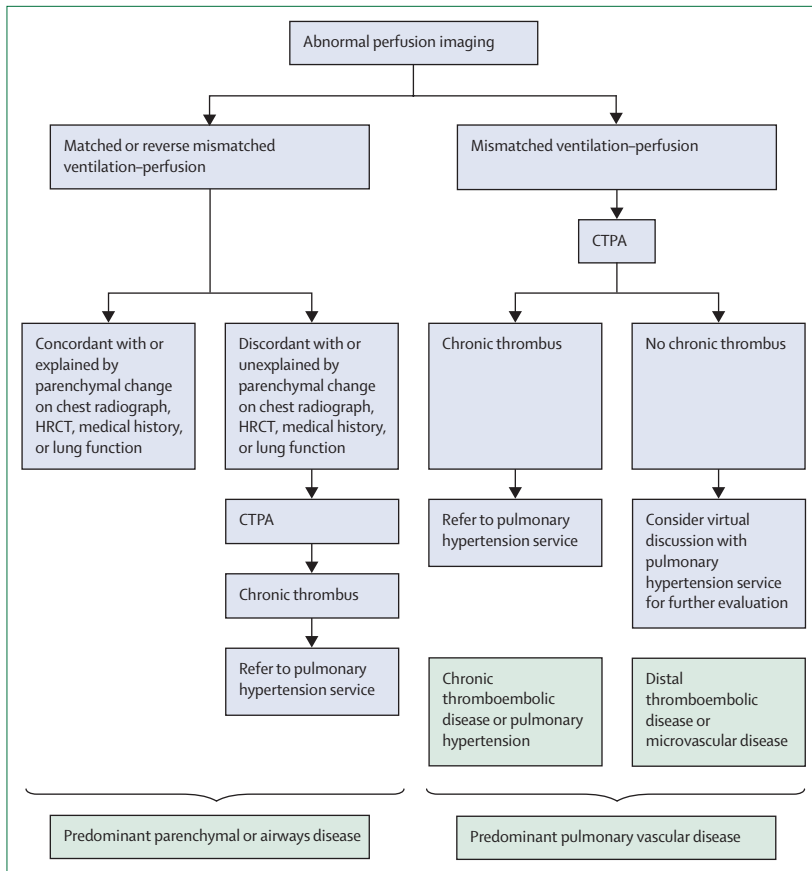 Abnormal perfusion imaging
Matched or reverse mismatched
ventilation–perfusion
Mismatched ventilation–perfusion
CTPA
Concordant with or
explained by
parenchymal change
on chest radiograph,
HRCT, medical history,
or lung function
Discordant with or
unexplained by
parenchymal change
on chest radiograph,
HRCT, medical history,
or lung function
Chronic thrombus
No chronic thrombus
CTPA
Refer to pulmonary
hypertension service
Consider virtual
discussion with
pulmonary
hypertension service
for further evaluation
Chronic thrombus
Refer to pulmonary
hypertension service
Chronic
thromboembolic
disease or pulmonary
hypertension
Distal
thromboembolic
disease or
microvascular disease
Predominant parenchymal or airways disease
Predominant pulmonary vascular disease